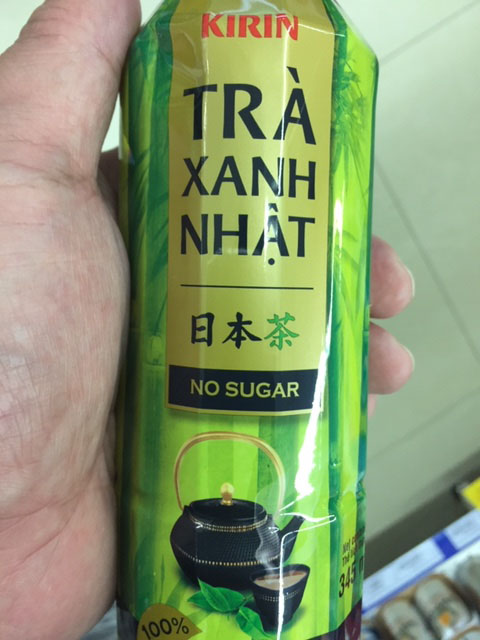 KIRIN
TRÀ
XANH
NHẬT
日本茶
NO SUGAR
345
100%